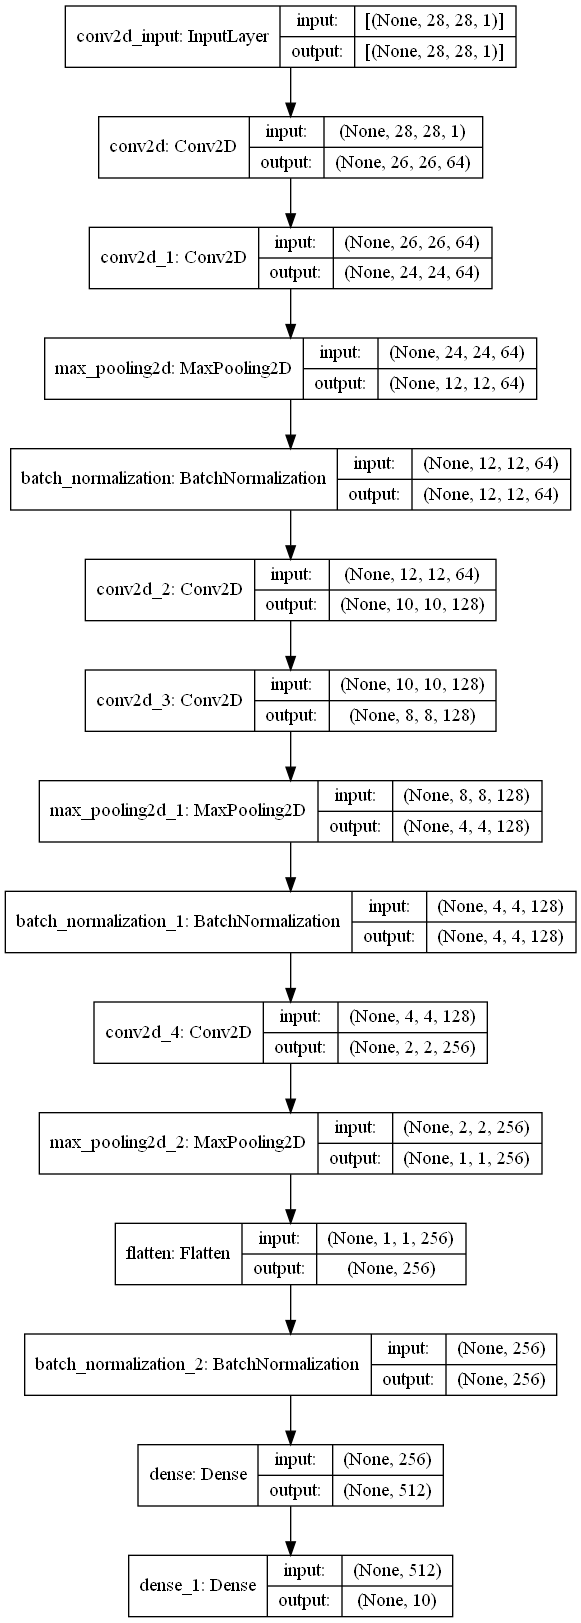 conv2d_input: InputLayer
input: [(None, 28, 28, 1)]
output: [(None, 28, 28, 1)]
conv2d: Conv2D
input: (None, 28, 28, 1)
output: (None, 26, 26, 64)
conv2d_1: Conv2D
input: (None, 26, 26, 64)
output: (None, 24, 24, 64)
max_pooling2d: MaxPooling2D
input: (None, 24, 24, 64)
output: (None, 12, 12, 64)
batch_normalization: BatchNormalization
input: (None, 12, 12, 64)
output: (None, 12, 12, 64)
conv2d_2: Conv2D
input: (None, 12, 12, 64)
output: (None, 10, 10, 128)
conv2d_3: Conv2D
input: (None, 10, 10, 128)
output: (None, 8, 8, 128)
max_pooling2d_1: MaxPooling2D
input: (None, 8, 8, 128)
output: (None, 4, 4, 128)
batch_normalization_1: BatchNormalization
input: (None, 4, 4, 128)
output: (None, 4, 4, 128)
conv2d_4: Conv2D
input: (None, 4, 4, 128)
output: (None, 2, 2, 256)
max_pooling2d_2: MaxPooling2D
input: (None, 2, 2, 256)
output: (None, 1, 1, 256)
flatten: Flatten
input: (None, 1, 1, 256)
output: (None, 256)
batch_normalization_2: BatchNormalization
input: (None, 256)
output: (None, 256)
dense: Dense
input: (None, 256)
output: (None, 512)
dense_1: Dense
input: (None, 512)
output: (None, 10)